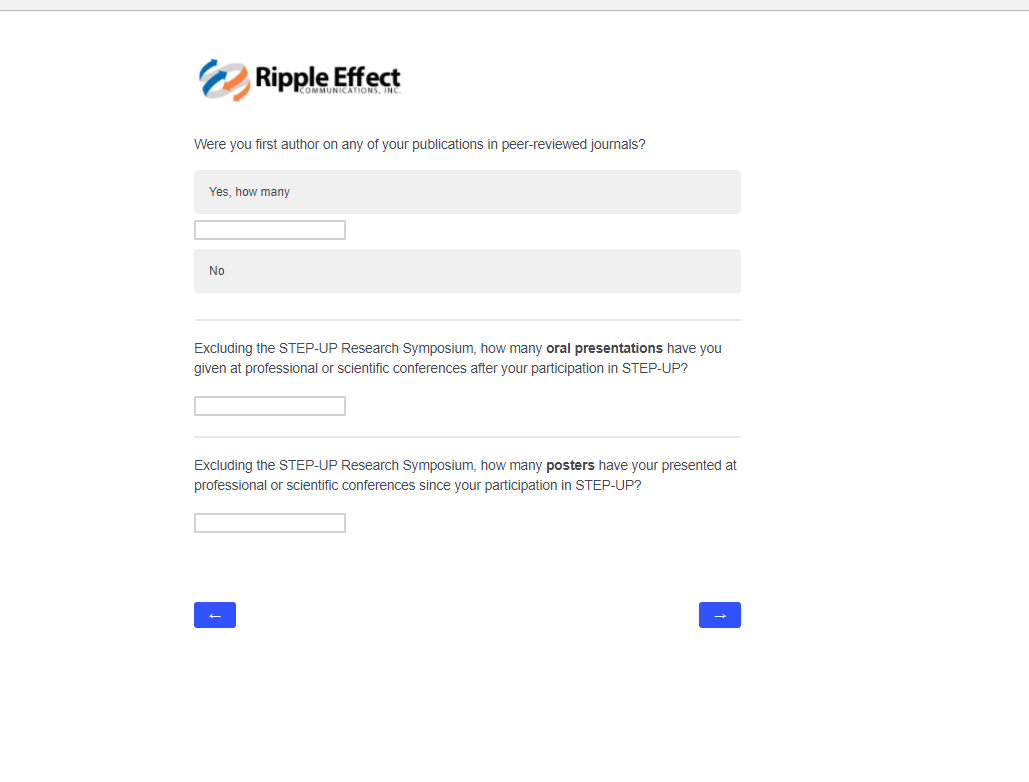 Ripple Effect
COMMUNICATIONS, INC.
Were you first author on any of your publications in peer-reviewed journals?
Yes, how many
No
Excluding the STEP-UP Research Symposium, how many oral presentations have you
given at professional or scientific conferences after your participation in STEP-UP?
Excluding the STEP-UP Research Symposium, how many posters have your presented at
professional or scientific conferences since your participation in STEP-UP?
← →